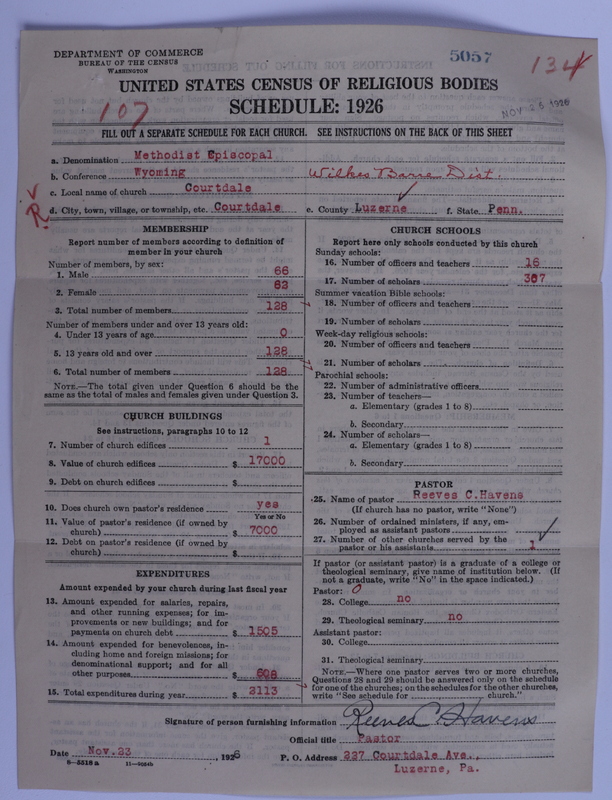 DEPARTMENT OF COMMERCE
BUREAU OF THE CENSUS
WASHINGTON
5057
134
UNITED STATES CENSUS OF RELIGIOUS BODIES
107
SCHEDULE: 1926
NOV 26 1926
FILL OUT A SEPARATE SCHEDULE FOR EACH CHURCH. SEE INSTRUCTIONS ON THE BACK OF THIS SHEET
a. Denomination Methodist Episcopal
b. Conference Wyoming Wilkes Barre Dist.
c. Local name of church Courtdale
R
d. City, town, village, or township, etc. Courtdale e. County Luzerne f. State Penn.
MEMBERSHIP
Report number of members according to definition of
member in your church
Number of members, by sex:
1. Male 66
2. Female 62
3. Total number of members 128
Number of members under and over 13 years old:
4. Under 13 years of age 0
5. 13 years old and over 128
6. Total number of members 128
NOTE.—The total given under Question 6 should be the
same as the total of males and females given under Question 3.
CHURCH BUILDINGS
See instructions, paragraphs 10 to 12
7. Number of church edifices 1
8. Value of church edifices $ 17000
9. Debt on church edifices $
10. Does church own pastor's residence yes
Yes or No
11. Value of pastor's residence (if owned by
church) $ 7000
12. Debt on pastor's residence (if owned by
church) $
EXPENDITURES
Amount expended by your church during last fiscal year
13. Amount expended for salaries, repairs,
and other running expenses; for im-
provements or new buildings; and for
payments on church debt $ 1505
14. Amount expended for benevolences, in-
cluding home and foreign missions; for
denominational support; and for all
other purposes $ 608
15. Total expenditures during year $ 2113
CHURCH SCHOOLS
Report here only schools conducted by this church
Sunday schools:
16. Number of officers and teachers 16
17. Number of scholars 367
Summer vacation Bible schools:
18. Number of officers and teachers
19. Number of scholars
Week-day religious schools:
20. Number of officers and teachers
21. Number of scholars
Parochial schools:
22. Number of administrative officers
23. Number of teachers—
a. Elementary (grades 1 to 8)
b. Secondary
24. Number of scholars—
a. Elementary (grades 1 to 8)
b. Secondary
PASTOR
25. Name of pastor Reeves C. Havens
(If church has no pastor, write "None")
26. Number of ordained ministers, if any, em-
ployed as assistant pastors
27. Number of other churches served by the
pastor or his assistants 1
If pastor (or assistant pastor) is a graduate of a college or
theological seminary, give name of institution below. (If
not a graduate, write "No" in the space indicated.)
Pastor: 0
28. College no
29. Theological seminary no
Assistant pastor:
30. College
31. Theological seminary
NOTE.—Where one pastor serves two or more churches,
Questions 28 and 29 should be answered only on the schedule
for one of the churches; on the schedules for the other churches,
write "See schedule for church."
Signature of person furnishing information Reeves C. Havens
Official title Pastor
Date Nov. 23, 1926 P. O. Address 227 Courtdale Ave.,
8—5518 a Luzerne, Pa.